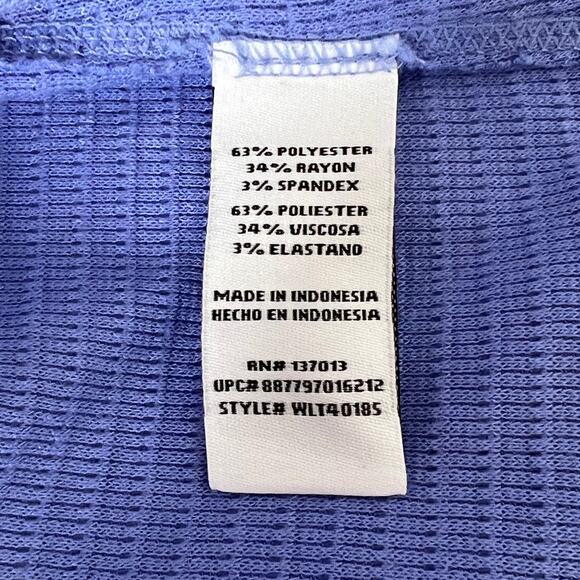 63% POLYESTER
34% RAYON
3% SPANDEX
63% POLIESTER
34% VISCOSA
3% ELASTANO
MADE IN INDONESIA
HECHO EN INDONESIA
RN# 137013
UPC# 887797016212
STYLE# WLT40185